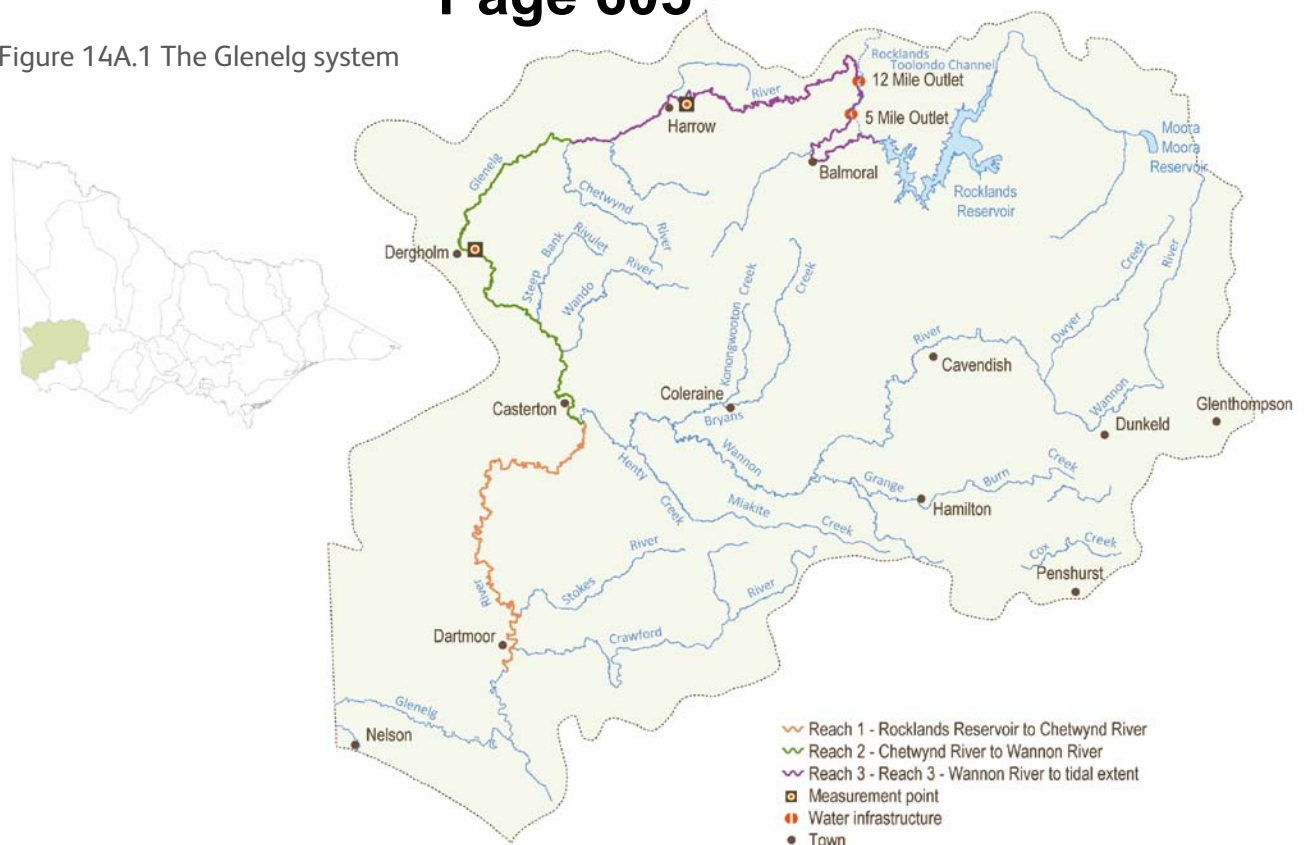 Page 605
Figure 14A.1 The Glenelg system
Rocklands
Toolondo Channel
12 Mile Outlet
River
Harrow
5 Mile Outlet
Moora
Moora
Reservoir
Balmoral
Rocklands
Reservoir
Glenelg
Chetwynd
River
Dergholm
Steep Bank Rivulet
Wando River
Konongwooton Creek
Creek
Dwyer Creek
River
River
Cavendish
Casterton
Coleraine
Bryans
Wannon
Dunkeld
Glenthompson
Henty
Creek
Wannon
Grange Burn Creek
Hamilton
Miakite Creek
Cox Creek
Penshurst
River
Stokes River
River
Dartmoor
Crawford
Glenelg
Nelson
Reach 1 - Rocklands Reservoir to Chetwynd River
Reach 2 - Chetwynd River to Wannon River
Reach 3 - Reach 3 - Wannon River to tidal extent
Measurement point
Water infrastructure
Town